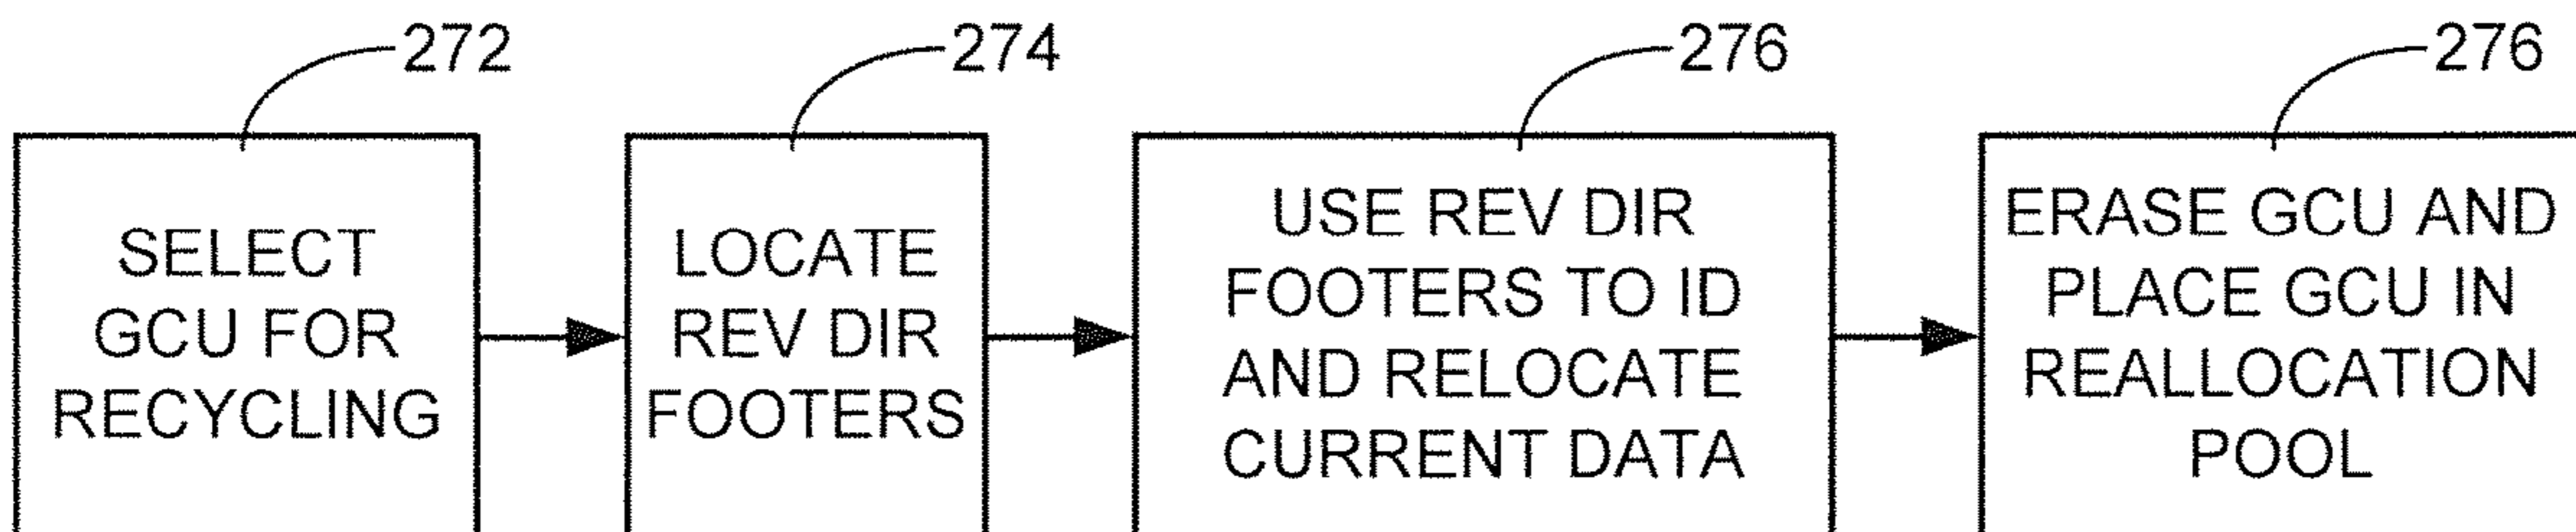 272
274
276
276
SELECT
GCU FOR
RECYCLING
LOCATE
REV DIR
FOOTERS
USE REV DIR
FOOTERS TO ID
AND RELOCATE
CURRENT DATA
ERASE GCU AND
PLACE GCU IN
REALLOCATION
POOL